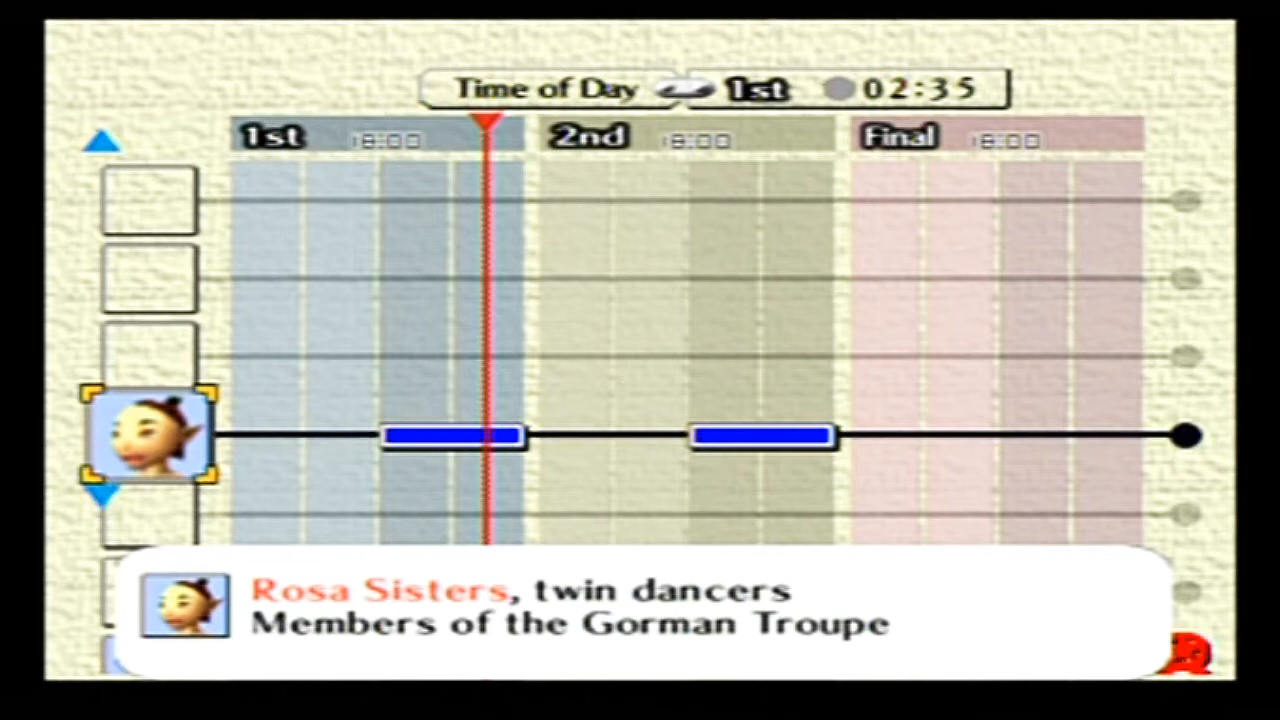 Time of Day 1st 02:35
1st 18:00 2nd 18:00 Final 18:00
Rosa Sisters, twin dancers
Members of the Gorman Troupe